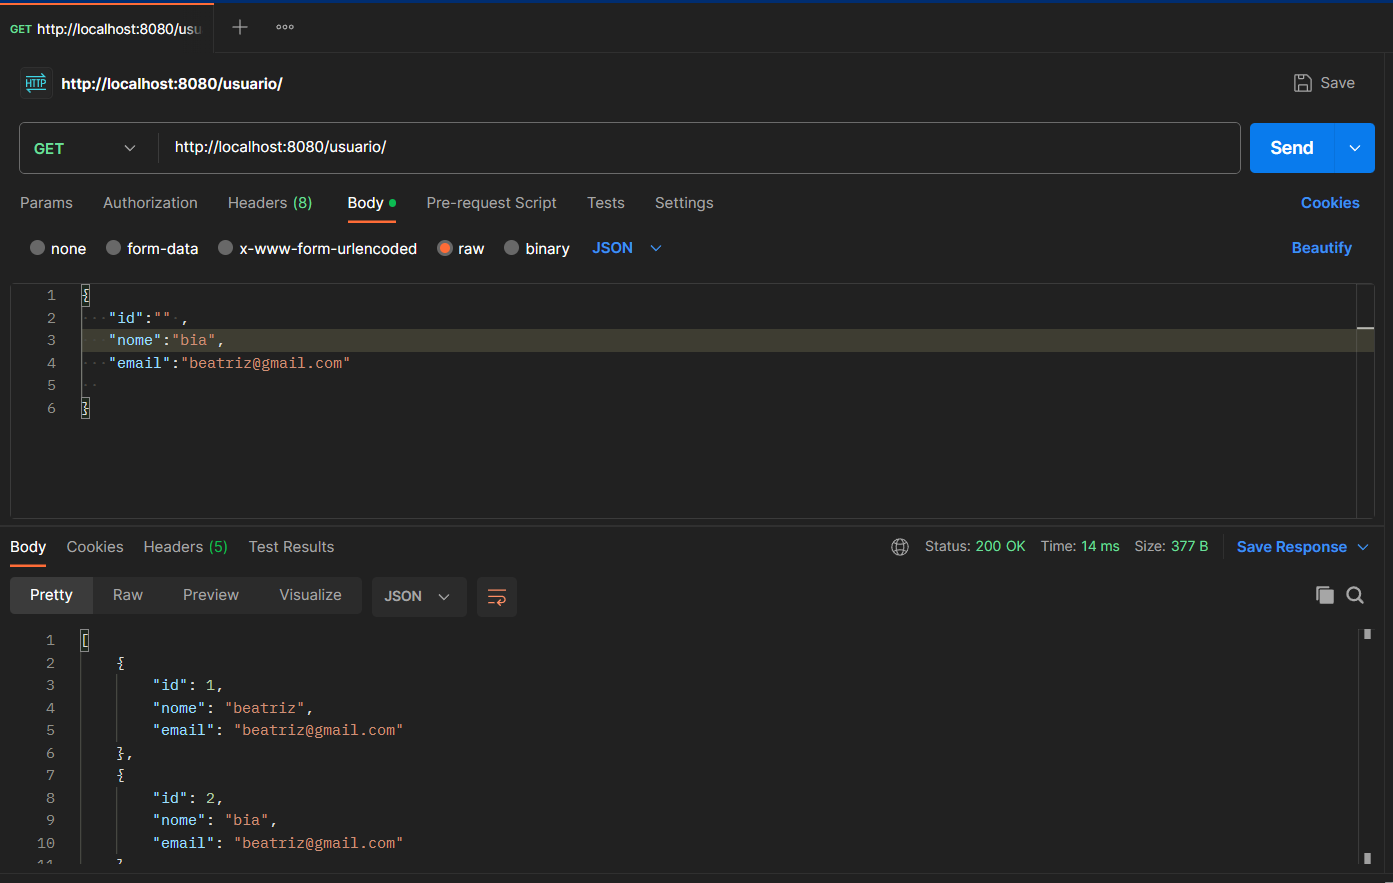 GET http://localhost:8080/usu
http://localhost:8080/usuario/
Save
GET http://localhost:8080/usuario/ Send
Params Authorization Headers (8) Body Pre-request Script Tests Settings Cookies
none form-data x-www-form-urlencoded raw binary JSON Beautify
1 {
2 "id":"" ,
3 "nome":"bia",
4 "email":"beatriz@gmail.com"
5
6 }
Body Cookies Headers (5) Test Results Status: 200 OK Time: 14 ms Size: 377 B Save Response
Pretty Raw Preview Visualize JSON
1 [
2 {
3 "id": 1,
4 "nome": "beatriz",
5 "email": "beatriz@gmail.com"
6 },
7 {
8 "id": 2,
9 "nome": "bia",
10 "email": "beatriz@gmail.com"
11 }